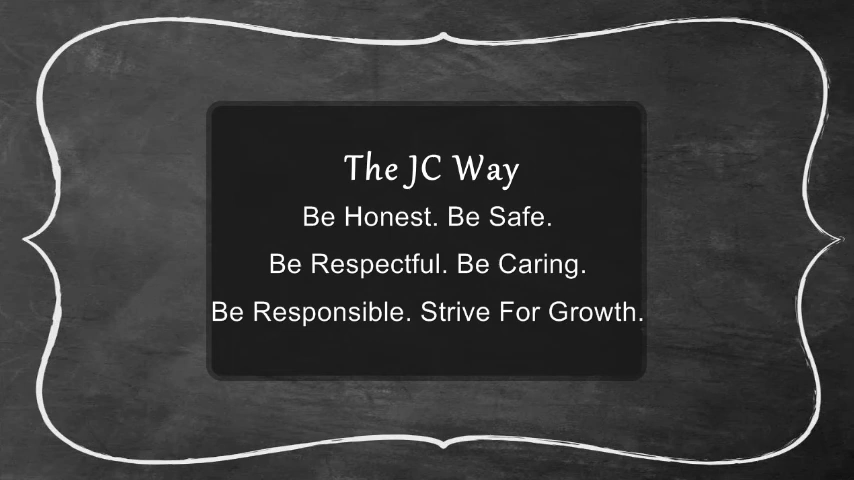 The JC Way
Be Honest. Be Safe.
Be Respectful. Be Caring.
Be Responsible. Strive For Growth.